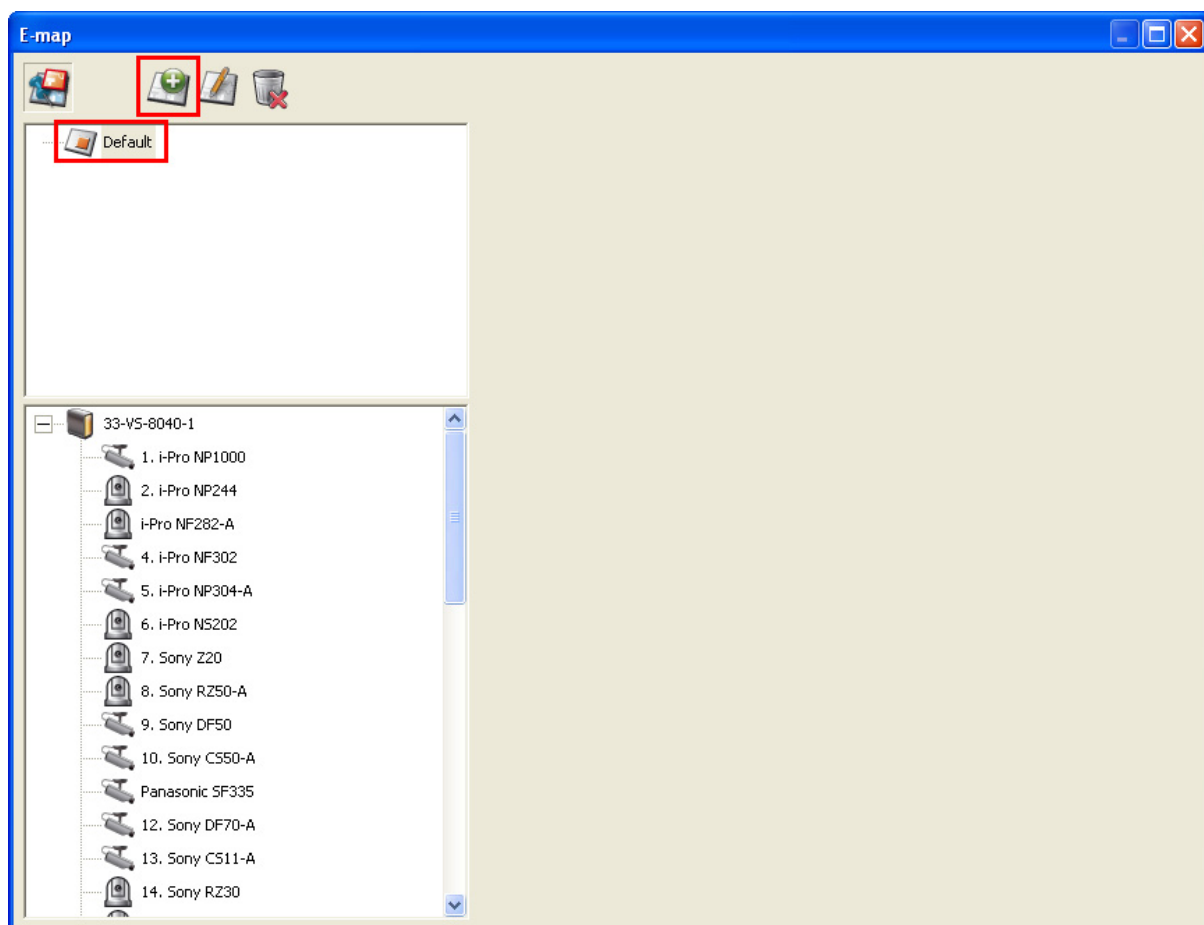 E-map
Default
33-VS-8040-1
1. i-Pro NP1000
2. i-Pro NP244
i-Pro NF282-A
4. i-Pro NF302
5. i-Pro NP304-A
6. i-Pro NS202
7. Sony Z20
8. Sony RZ50-A
9. Sony DF50
10. Sony CS50-A
Panasonic SF335
12. Sony DF70-A
13. Sony CS11-A
14. Sony RZ30